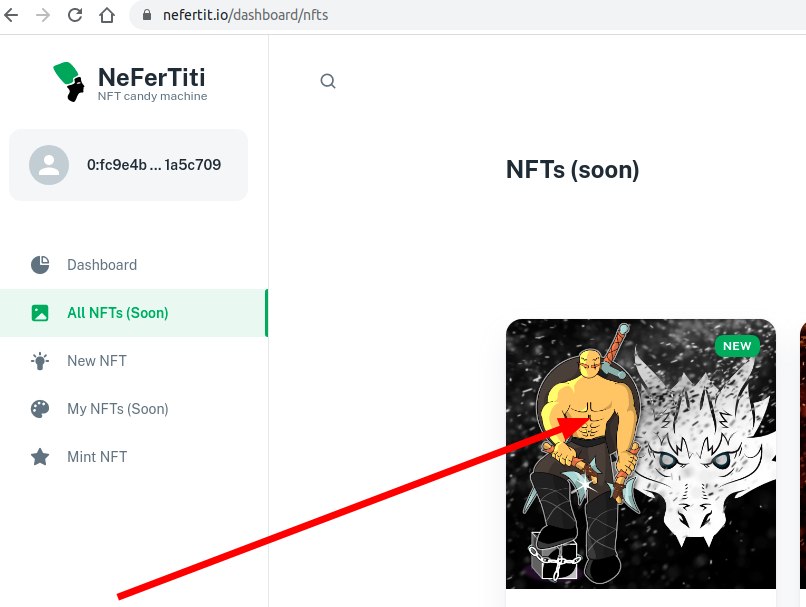 nefertit.io/dashboard/nfts
NeFerTiti
NFT candy machine
0:fc9e4b ... 1a5c709
Dashboard
All NFTs (Soon)
New NFT
My NFTs (Soon)
Mint NFT
NFTs (soon)
NEW